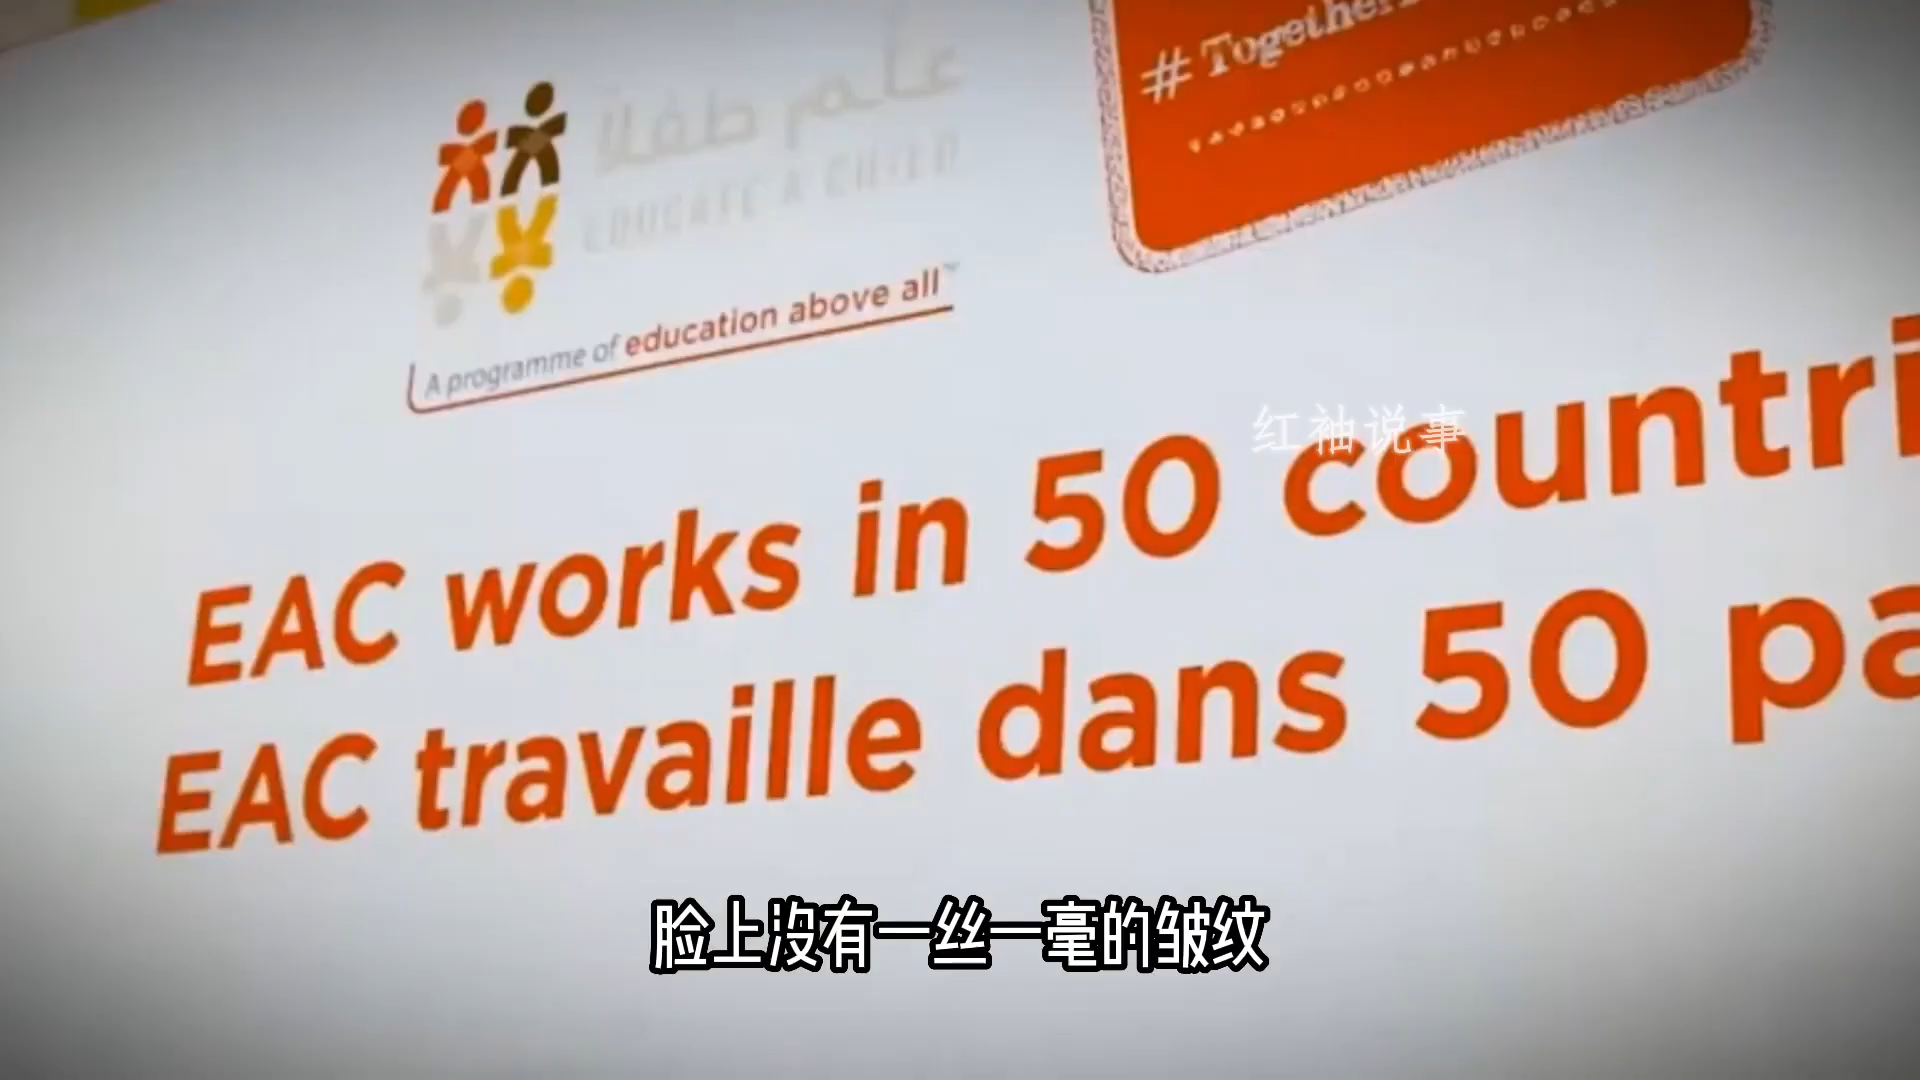 #Together
علم طفلاً
EDUCATE A CHILD
A programme of education above all™
红袖说事
EAC works in 50 countri
EAC travaille dans 50 pa
脸上没有一丝一毫的皱纹